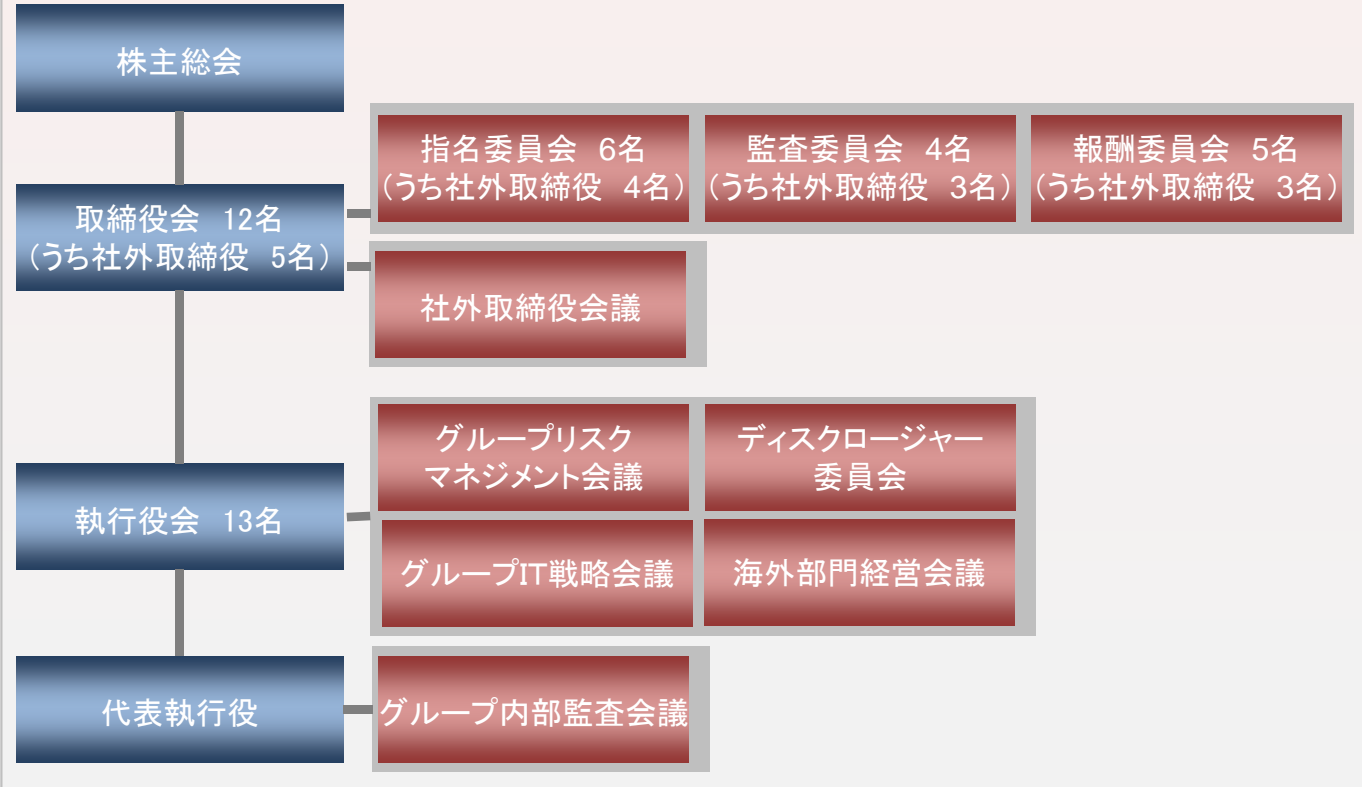 株主総会
指名委員会　6名
（うち社外取締役　4名）
監査委員会　4名
（うち社外取締役　3名）
報酬委員会　5名
（うち社外取締役　3名）
取締役会　12名
（うち社外取締役　5名）
社外取締役会議
グループリスク
マネジメント会議
ディスクロージャー
委員会
執行役会　13名
グループIT戦略会議
海外部門経営会議
代表執行役
グループ内部監査会議